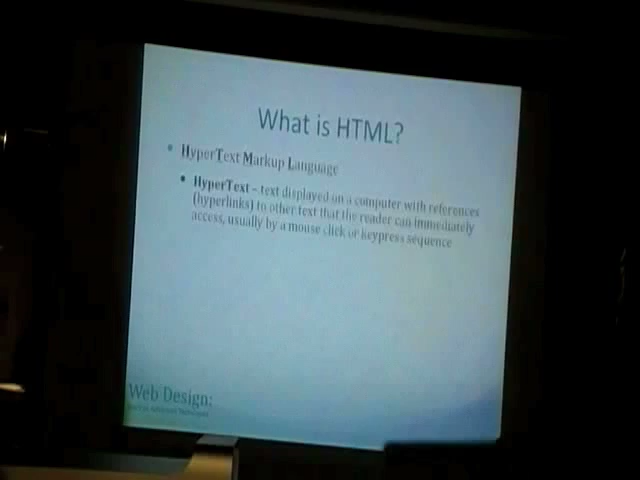 What is HTML?
• HyperText Markup Language
• HyperText – text displayed on a computer with references
(hyperlinks) to other text that the reader can immediately
access, usually by a mouse click or keypress sequence
Web Design: